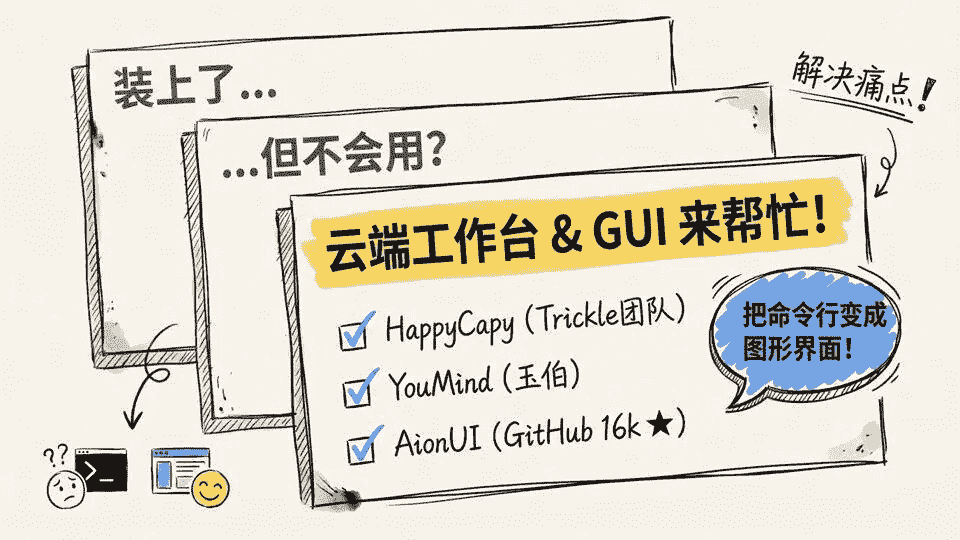 装上了...
...但不会用?
解决痛点!
云端工作台 & GUI 来帮忙!
HappyCapy (Trickle团队)
YouMind (玉伯)
AionUI (GitHub 16k ★)
把命令行变成
图形界面!
??
>_